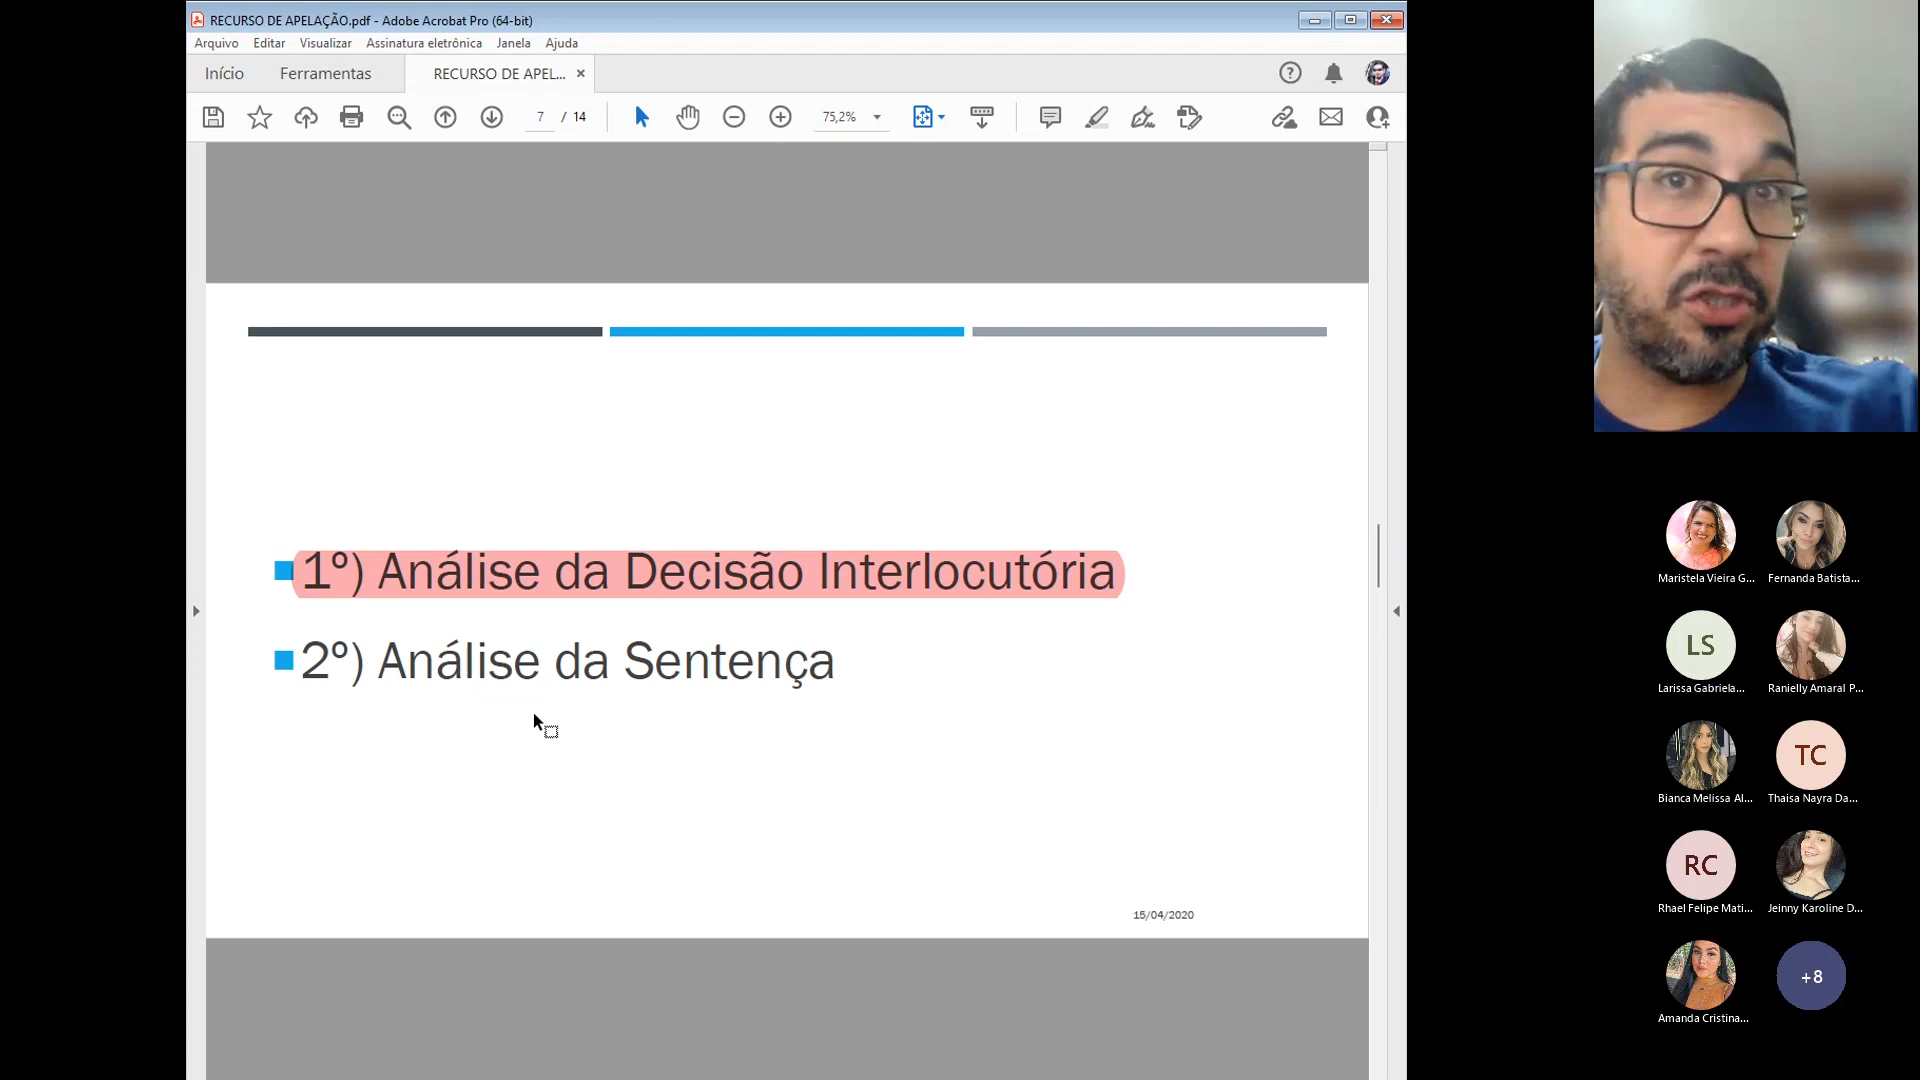 RECURSO DE APELAÇÃO.pdf - Adobe Acrobat Pro (64-bit)
Arquivo Editar Visualizar Assinatura eletrônica Janela Ajuda
Início Ferramentas RECURSO DE APEL... ×
7 / 14 75,2%
1º) Análise da Decisão Interlocutória
2º) Análise da Sentença
15/04/2020
Maristela Vieira G... Fernanda Batista...
LS
Larissa Gabriela... Ranielly Amaral P...
TC
Bianca Melissa Al... Thaisa Nayra Da...
RC
Rhael Felipe Mati... Jeinny Karoline D...
+8
Amanda Cristina...